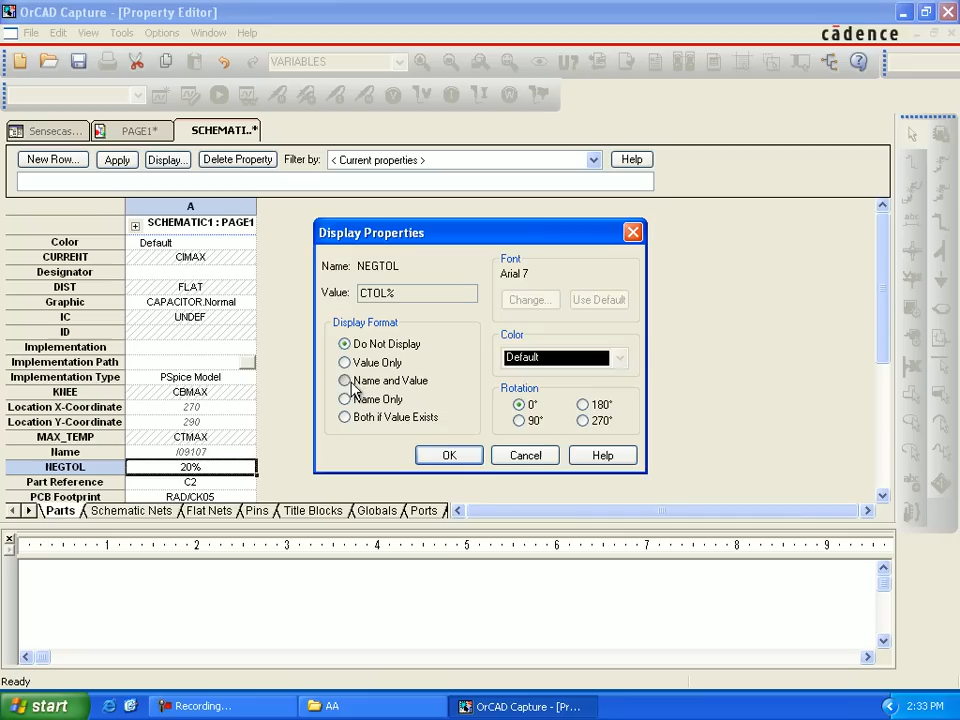 OrCAD Capture - [Property Editor]
File Edit View Tools Options Window Help
cādence
VARIABLES
U?
Sensecas... PAGE1* SCHEMATI..*
New Row... Apply Display... Delete Property Filter by: < Current properties > Help
A
SCHEMATIC1 : PAGE1
Color Default
CURRENT CIMAX
Designator
DIST FLAT
Graphic CAPACITOR.Normal
IC UNDEF
ID
Implementation
Implementation Path
Implementation Type PSpice Model
KNEE CBMAX
Location X-Coordinate 270
Location Y-Coordinate 290
MAX_TEMP CTMAX
Name I09107
NEGTOL 20%
Part Reference C2
PCB Footprint RAD/CK05
Display Properties
Name: NEGTOL
Value: CTOL%
Display Format
Do Not Display
Value Only
Name and Value
Name Only
Both if Value Exists
Font
Arial 7
Change... Use Default
Color
Default
Rotation
0° 180°
90° 270°
OK Cancel Help
Parts Schematic Nets Flat Nets Pins Title Blocks Globals Ports
1 2 3 4 5 6 7 8 9
Ready
start Recording... AA OrCAD Capture - [Pr... 2:33 PM